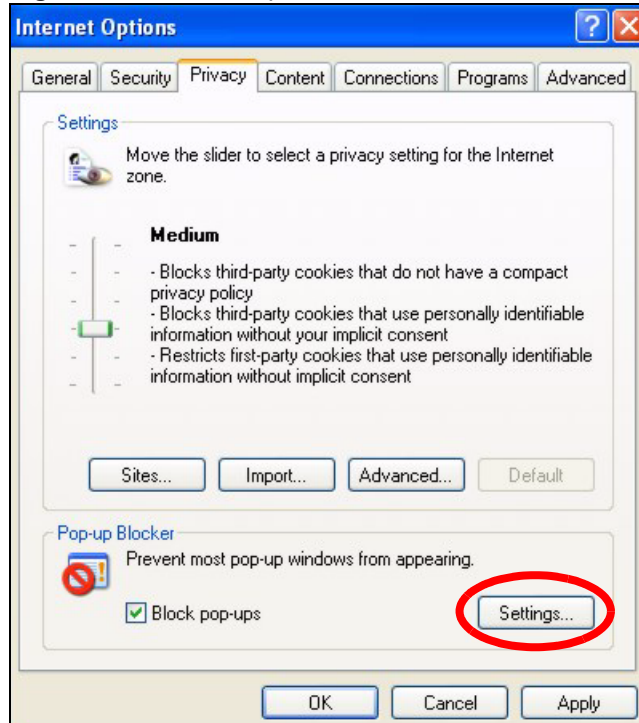 Internet Options
General Security Privacy Content Connections Programs Advanced
Settings
Move the slider to select a privacy setting for the Internet
zone.
Medium
- Blocks third-party cookies that do not have a compact
privacy policy
- Blocks third-party cookies that use personally identifiable
information without your implicit consent
- Restricts first-party cookies that use personally identifiable
information without implicit consent
Sites... Import... Advanced... Default
Pop-up Blocker
Prevent most pop-up windows from appearing.
Block pop-ups Settings...
OK Cancel Apply